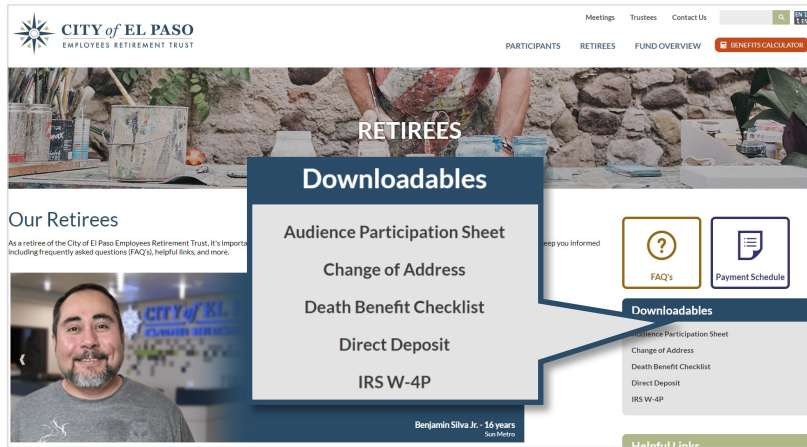 Meetings Trustees Contact Us
CITY of EL PASO
EMPLOYEES RETIREMENT TRUST
PARTICIPANTS RETIREES FUND OVERVIEW BENEFITS CALCULATOR
RETIREES
Downloadables
Audience Participation Sheet
Change of Address
Death Benefit Checklist
Direct Deposit
IRS W-4P
Our Retirees
As a retiree of the City of El Paso Employees Retirement Trust, it's importa
eep you informed
including frequently asked questions (FAQ's), helpful links, and more.
FAQ's
Payment Schedule
CITY of EL
Benjamin Silva Jr. - 16 years
Sun Metro
Downloadables
Audience Participation Sheet
Change of Address
Death Benefit Checklist
Direct Deposit
IRS W-4P
Helpful Links